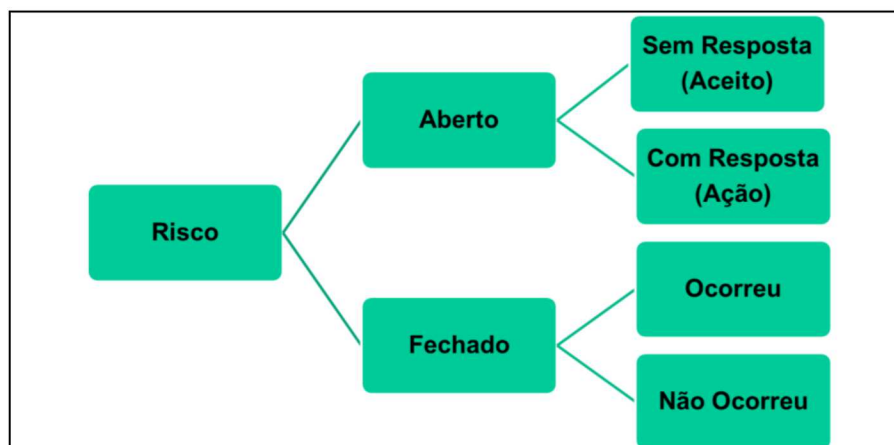 Risco
Aberto
Sem Resposta
(Aceito)
Com Resposta
(Ação)
Fechado
Ocorreu
Não Ocorreu